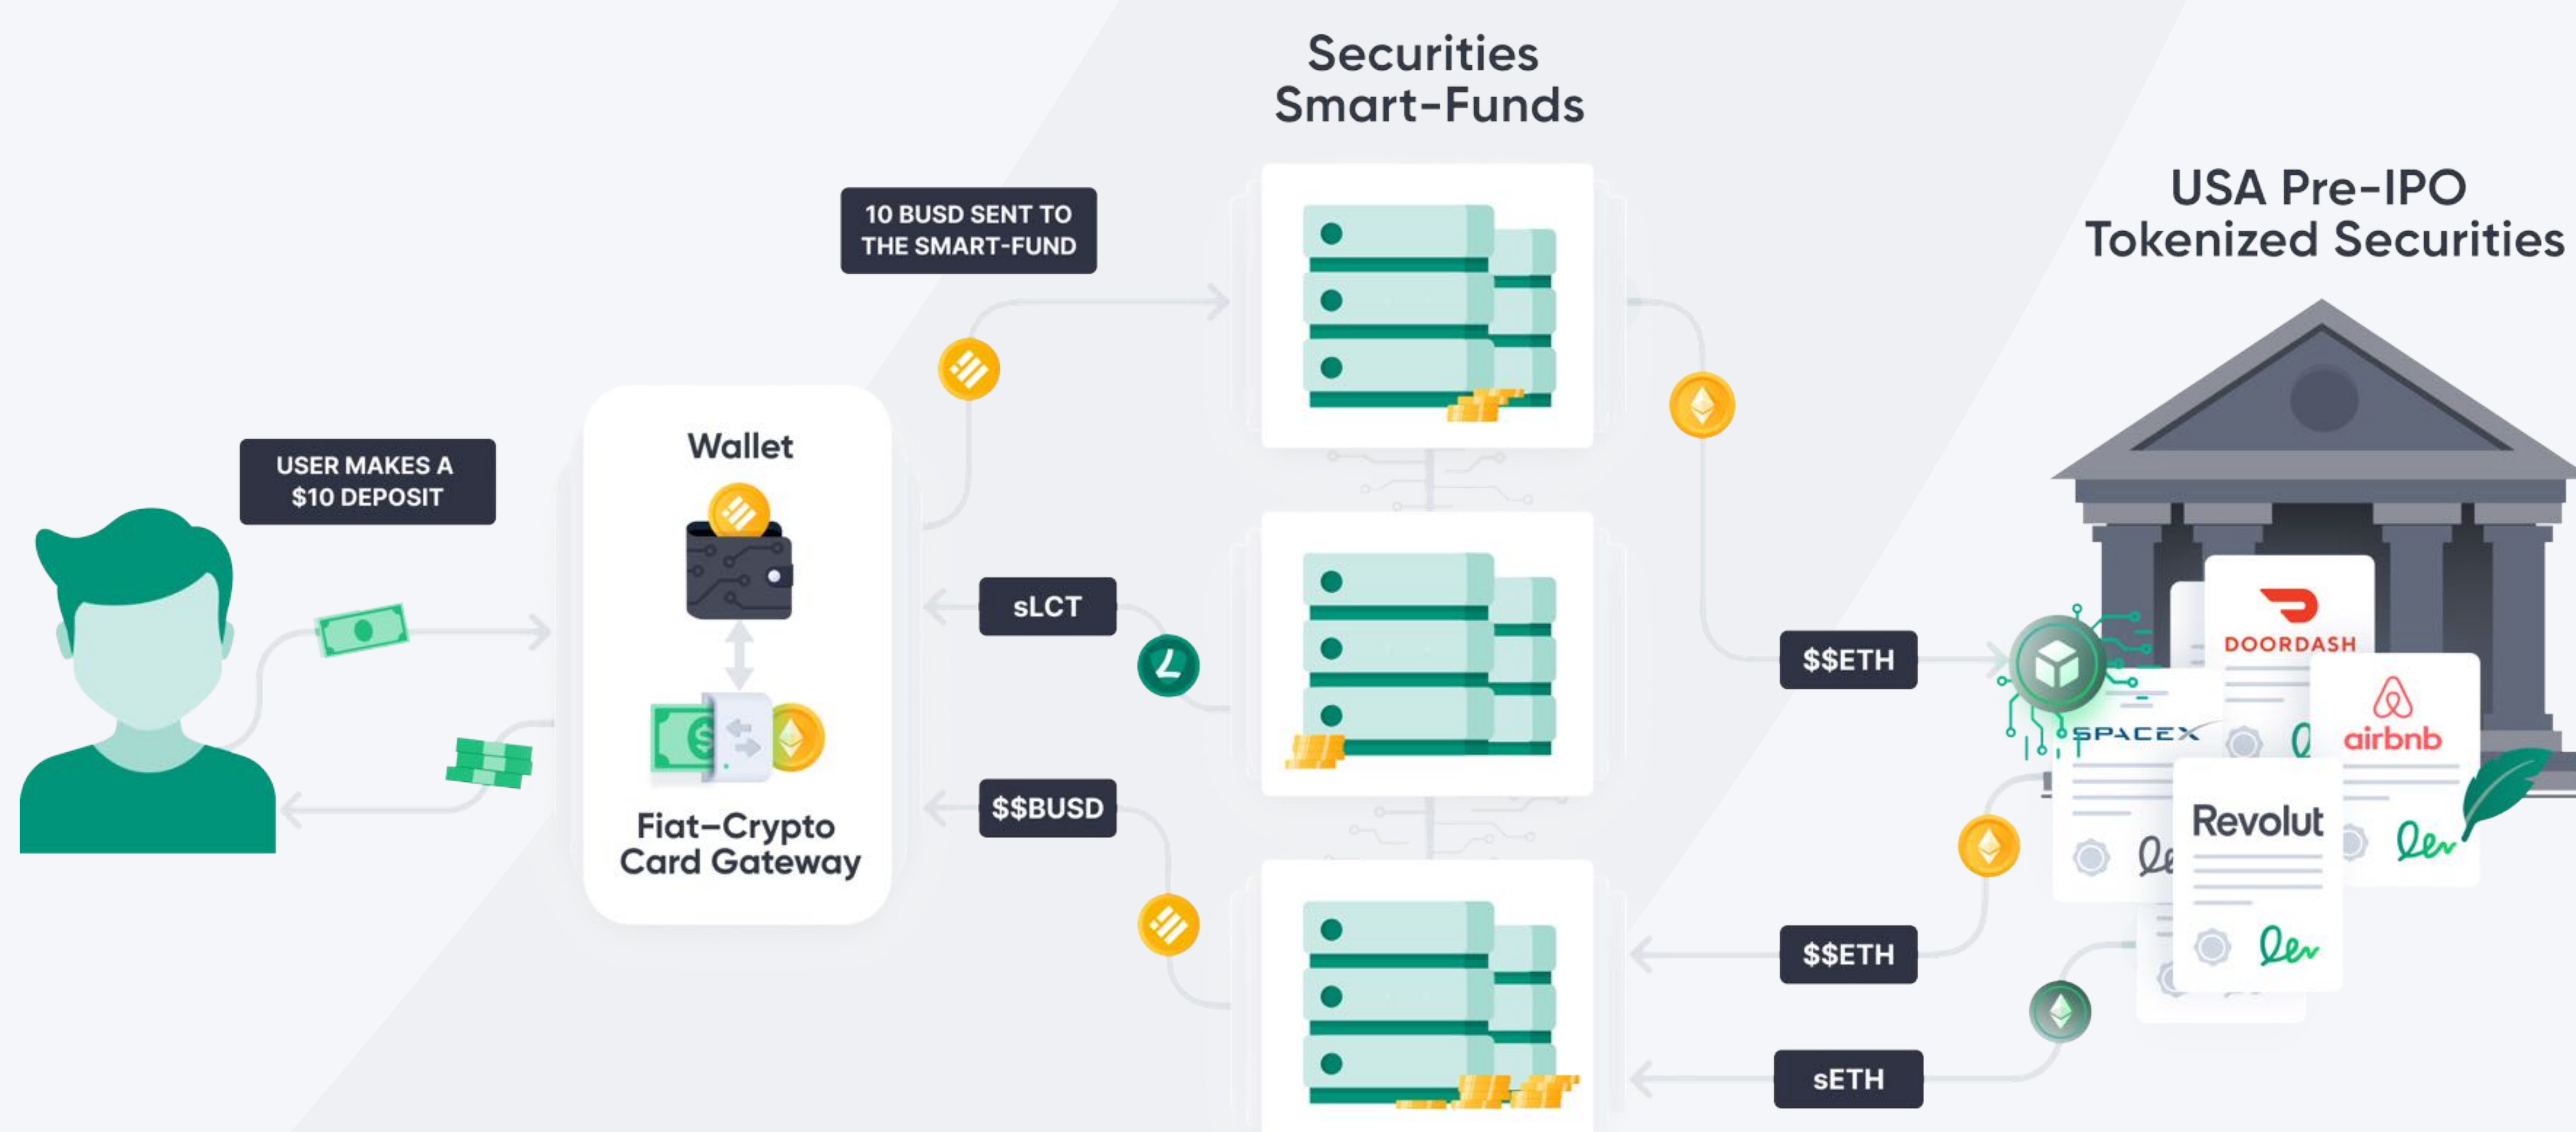 Securities
Smart-Funds
USA Pre-IPO
Tokenized Securities
10 BUSD SENT TO
THE SMART-FUND
USER MAKES A
$10 DEPOSIT
Wallet
Fiat-Crypto
Card Gateway
sLCT
$$BUSD
$$ETH
$$ETH
sETH
DOORDASH
SPACEX
airbnb
Revolut